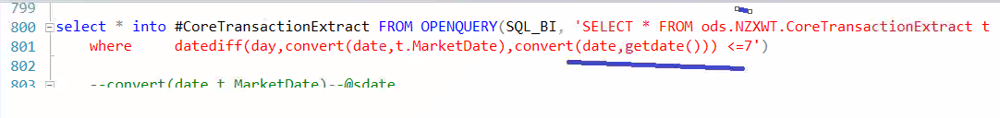 799
800 select * into #CoreTransactionExtract FROM OPENQUERY(SQL_BI, 'SELECT * FROM ods.NZXWT.CoreTransactionExtract t
801 where datediff(day,convert(date,t.MarketDate),convert(date,getdate())) <=7')
802
803 --convert(date,t.MarketDate)--@sdate